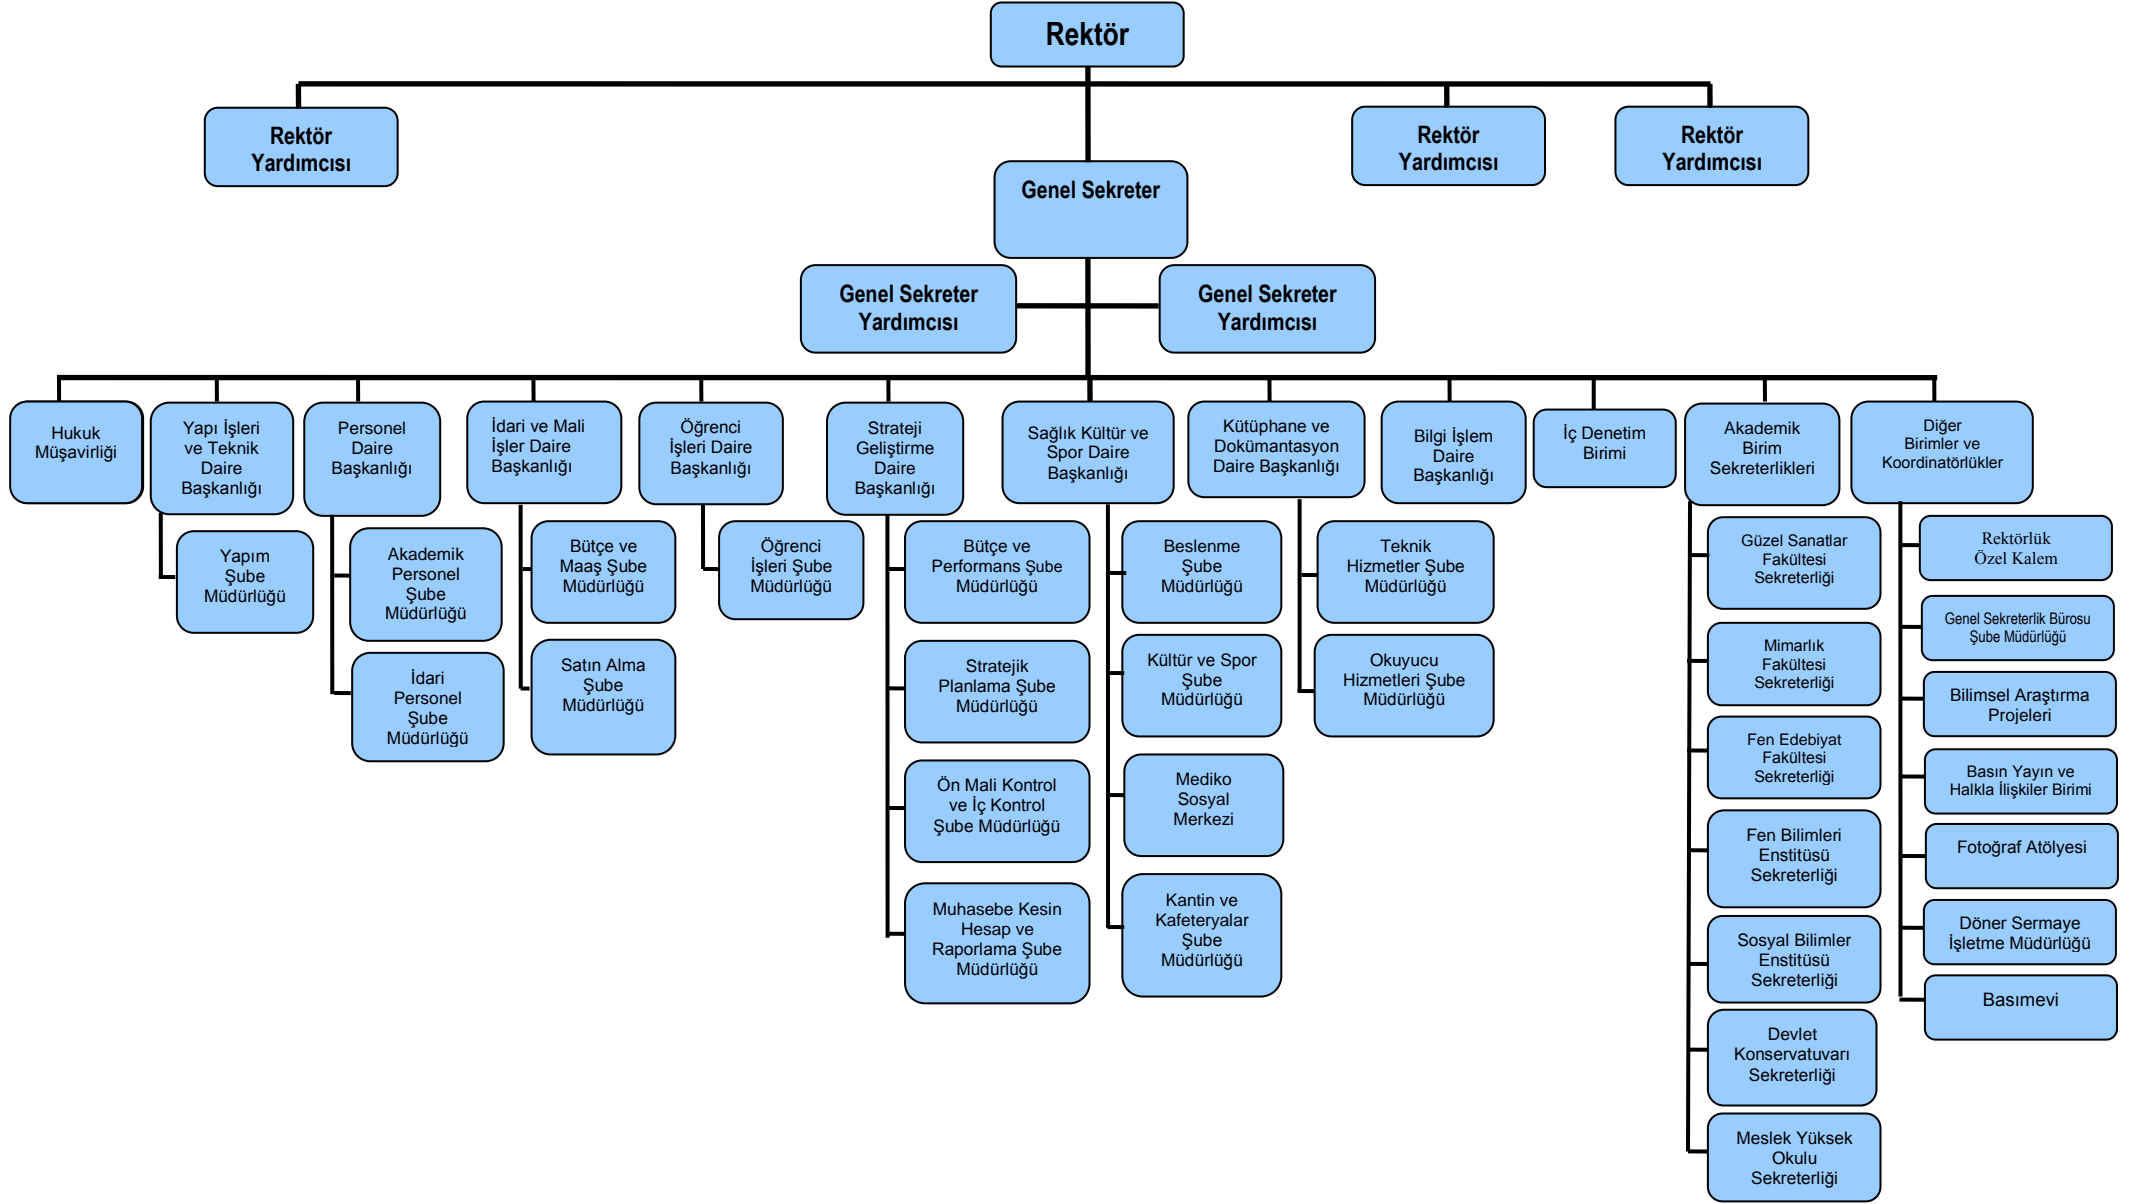 Rektör
Rektör
Yardımcısı
Rektör
Yardımcısı
Rektör
Yardımcısı
Genel Sekreter
Genel Sekreter
Yardımcısı
Genel Sekreter
Yardımcısı
Hukuk
Müşavirliği
Yapı İşleri
ve Teknik
Daire
Başkanlığı
Personel
Daire
Başkanlığı
İdari ve Mali
İşler Daire
Başkanlığı
Öğrenci
İşleri Daire
Başkanlığı
Strateji
Geliştirme
Daire
Başkanlığı
Sağlık Kültür ve
Spor Daire
Başkanlığı
Kütüphane ve
Dokümantasyon
Daire Başkanlığı
Bilgi İşlem
Daire
Başkanlığı
İç Denetim
Birimi
Akademik
Birim
Sekreterlikleri
Diğer
Birimler ve
Koordinatörlükler
Yapım
Şube
Müdürlüğü
Akademik
Personel
Şube
Müdürlüğü
İdari
Personel
Şube
Müdürlüğü
Bütçe ve
Maaş Şube
Müdürlüğü
Satın Alma
Şube
Müdürlüğü
Öğrenci
İşleri Şube
Müdürlüğü
Bütçe ve
Performans Şube
Müdürlüğü
Stratejik
Planlama Şube
Müdürlüğü
Ön Mali Kontrol
ve İç Kontrol
Şube Müdürlüğü
Muhasebe Kesin
Hesap ve
Raporlama Şube
Müdürlüğü
Beslenme
Şube
Müdürlüğü
Kültür ve Spor
Şube
Müdürlüğü
Mediko
Sosyal
Merkezi
Kantin ve
Kafeteryalar
Şube
Müdürlüğü
Teknik
Hizmetler Şube
Müdürlüğü
Okuyucu
Hizmetleri Şube
Müdürlüğü
Güzel Sanatlar
Fakültesi
Sekreterliği
Mimarlık
Fakültesi
Sekreterliği
Fen Edebiyat
Fakültesi
Sekreterliği
Fen Bilimleri
Enstitüsü
Sekreterliği
Sosyal Bilimler
Enstitüsü
Sekreterliği
Devlet
Konservatuvarı
Sekreterliği
Meslek Yüksek
Okulu
Sekreterliği
Rektörlük
Özel Kalem
Genel Sekreterlik Bürosu
Şube Müdürlüğü
Bilimsel Araştırma
Projeleri
Basın Yayın ve
Halkla İlişkiler Birimi
Fotoğraf Atölyesi
Döner Sermaye
İşletme Müdürlüğü
Basımevi